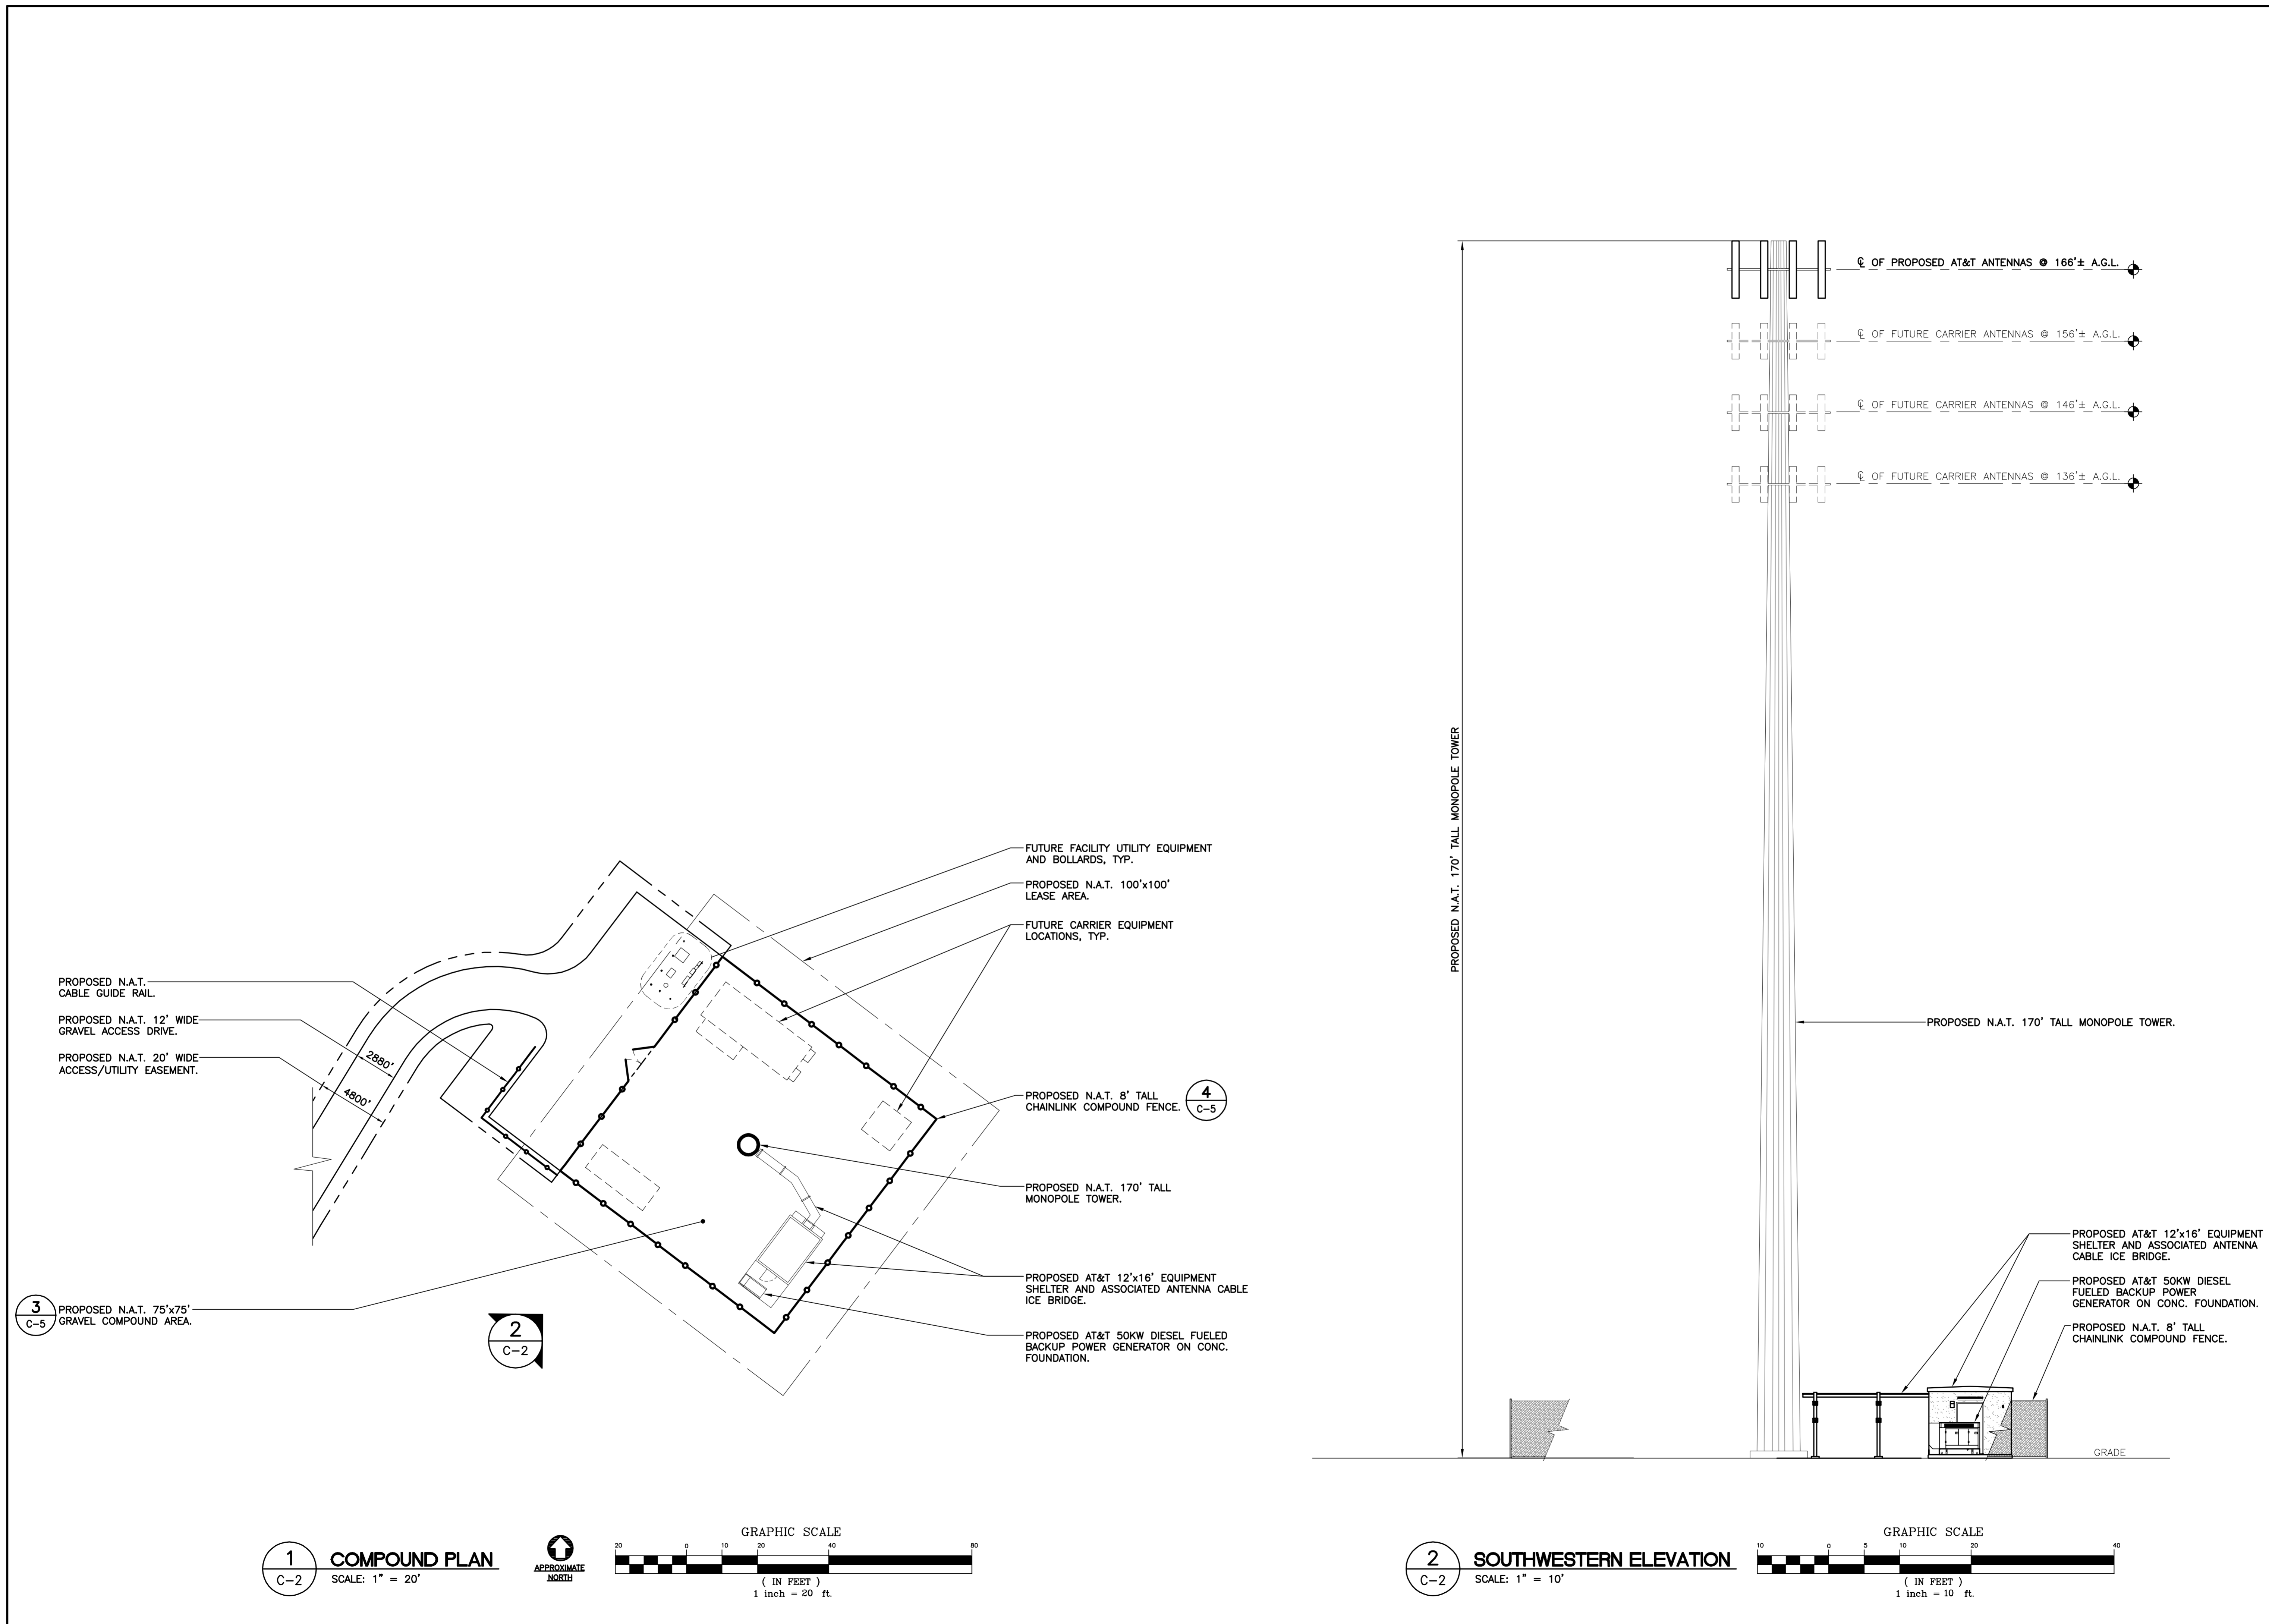 FUTURE FACILITY UTILITY EQUIPMENT
AND BOLLARDS, TYP.
PROPOSED N.A.T. 100'x100'
LEASE AREA.
FUTURE CARRIER EQUIPMENT
LOCATIONS, TYP.
PROPOSED N.A.T.
CABLE GUIDE RAIL.
PROPOSED N.A.T. 12' WIDE
GRAVEL ACCESS DRIVE.
PROPOSED N.A.T. 20' WIDE
ACCESS/UTILITY EASEMENT.
2880'
4800'
PROPOSED N.A.T. 8' TALL
CHAINLINK COMPOUND FENCE.
4
C-5
PROPOSED N.A.T. 170' TALL
MONOPOLE TOWER.
PROPOSED AT&T 12'x16' EQUIPMENT
SHELTER AND ASSOCIATED ANTENNA CABLE
ICE BRIDGE.
PROPOSED AT&T 50KW DIESEL FUELED
BACKUP POWER GENERATOR ON CONC.
FOUNDATION.
3
C-5
PROPOSED N.A.T. 75'x75'
GRAVEL COMPOUND AREA.
2
C-2
1
C-2
COMPOUND PLAN
SCALE: 1" = 20'
APPROXIMATE
NORTH
GRAPHIC SCALE
20 0 10 20 40 80
( IN FEET )
1 inch = 20 ft.
℄ OF PROPOSED AT&T ANTENNAS @ 166'± A.G.L.
℄ OF FUTURE CARRIER ANTENNAS @ 156'± A.G.L.
℄ OF FUTURE CARRIER ANTENNAS @ 146'± A.G.L.
℄ OF FUTURE CARRIER ANTENNAS @ 136'± A.G.L.
PROPOSED N.A.T. 170' TALL MONOPOLE TOWER
PROPOSED N.A.T. 170' TALL MONOPOLE TOWER.
PROPOSED AT&T 12'x16' EQUIPMENT
SHELTER AND ASSOCIATED ANTENNA
CABLE ICE BRIDGE.
PROPOSED AT&T 50KW DIESEL
FUELED BACKUP POWER
GENERATOR ON CONC. FOUNDATION.
PROPOSED N.A.T. 8' TALL
CHAINLINK COMPOUND FENCE.
GRADE
2
C-2
SOUTHWESTERN ELEVATION
SCALE: 1" = 10'
GRAPHIC SCALE
10 0 5 10 20 40
( IN FEET )
1 inch = 10 ft.